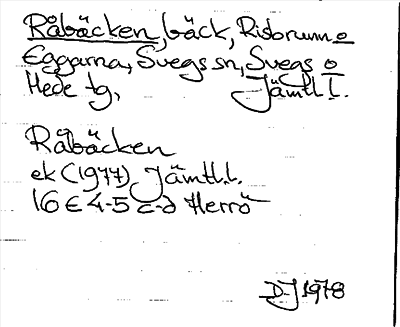 Råbäcken, bäck, Risbrunn o
Eggarna, Svegs sn, Svegs o
Hede tg, Jämtl l.
Råbäcken
ek (1977) Jämtl.l.
16 E 4-5 c-d Herrö
DJ 1978